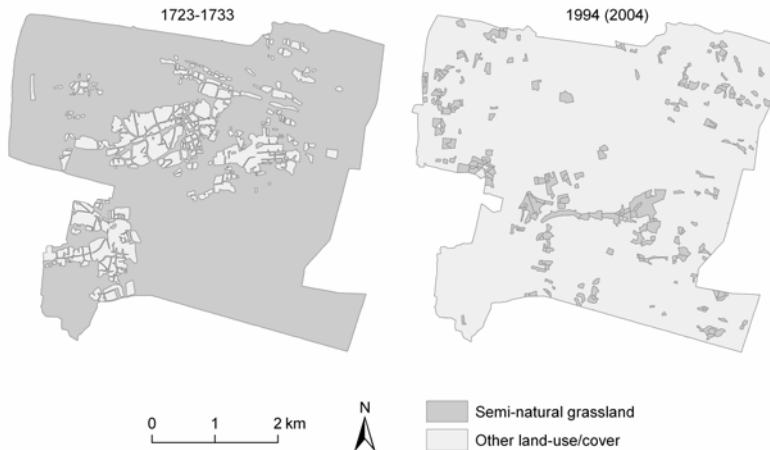 1723-1733
1994 (2004)
0 1 2 km
N
Semi-natural grassland
Other land-use/cover